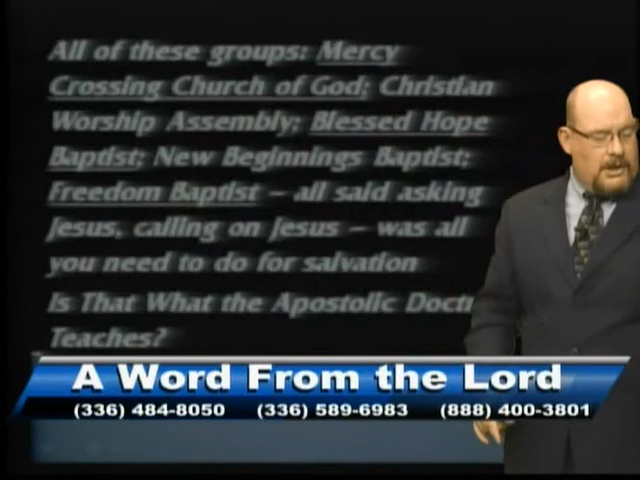 All of these groups: Mercy
Crossing Church of God; Christian
Worship Assembly; Blessed Hope
Baptist; New Beginnings Baptist;
Freedom Baptist – all said asking
Jesus, calling on Jesus – was all
you need to do for salvation
Is That What the Apostolic Doctr
Teaches?
A Word From the Lord
(336) 484-8050 (336) 589-6983 (888) 400-3801